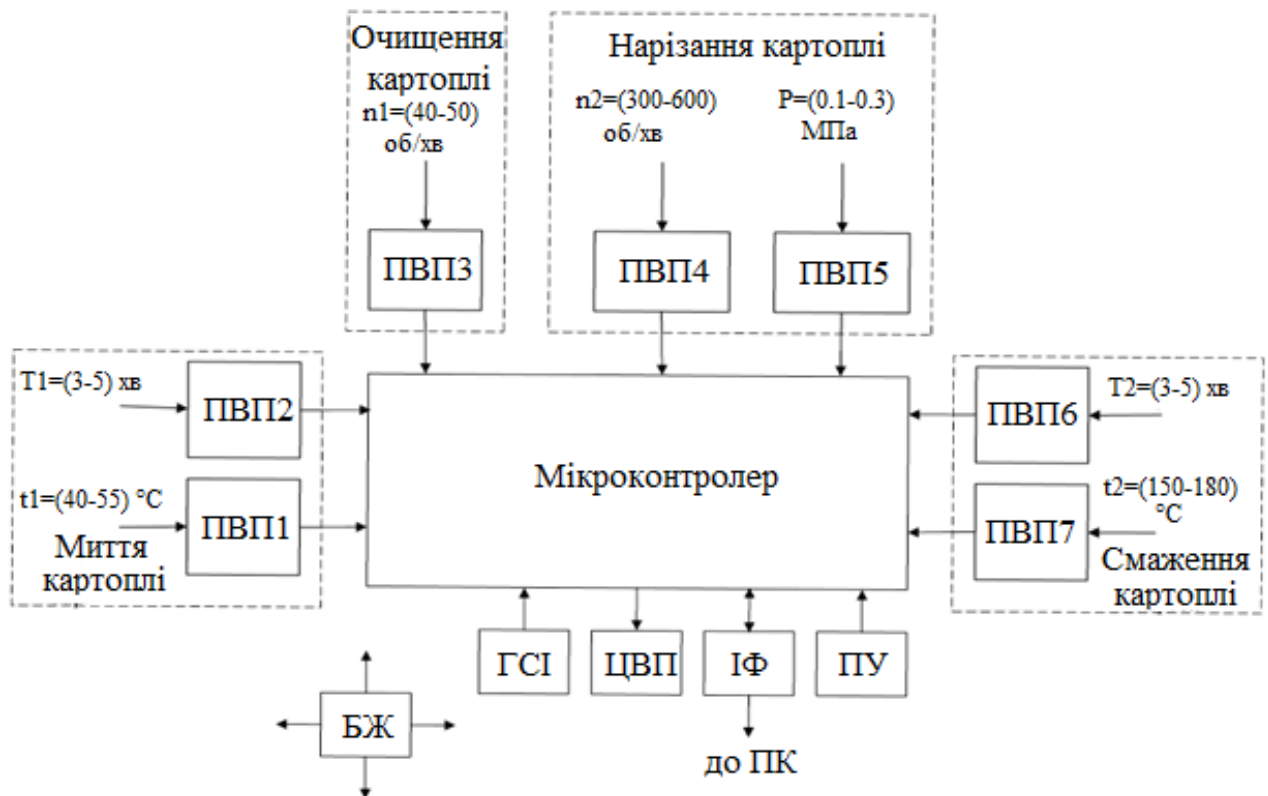 Очищення
картоплі
n1=(40-50)
об/хв
ПВП3
Нарізання картоплі
n2=(300-600)
об/хв
P=(0.1-0.3)
МПа
ПВП4
ПВП5
T1=(3-5) хв
ПВП2
t1=(40-55) °C
ПВП1
Миття
картоплі
Мікроконтролер
ПВП6
T2=(3-5) хв
ПВП7
t2=(150-180)
°C
Смаження
картоплі
ГСІ
ЦВП
ІФ
ПУ
БЖ
до ПК